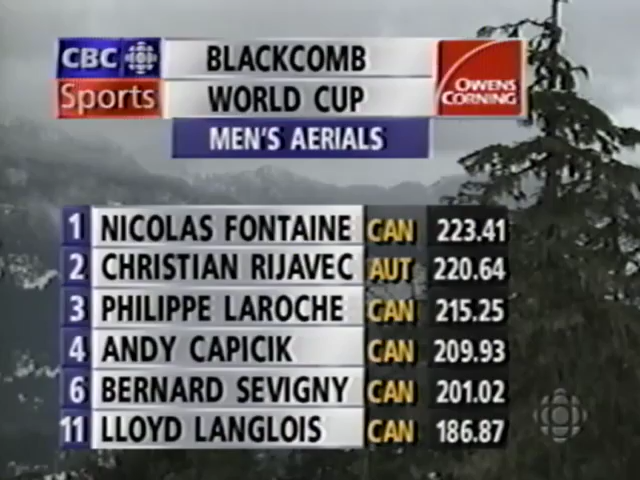 CBC
Sports
BLACKCOMB
WORLD CUP
MEN'S AERIALS
OWENS
CORNING
1 NICOLAS FONTAINE CAN 223.41
2 CHRISTIAN RIJAVEC AUT 220.64
3 PHILIPPE LAROCHE CAN 215.25
4 ANDY CAPICIK CAN 209.93
6 BERNARD SEVIGNY CAN 201.02
11 LLOYD LANGLOIS CAN 186.87